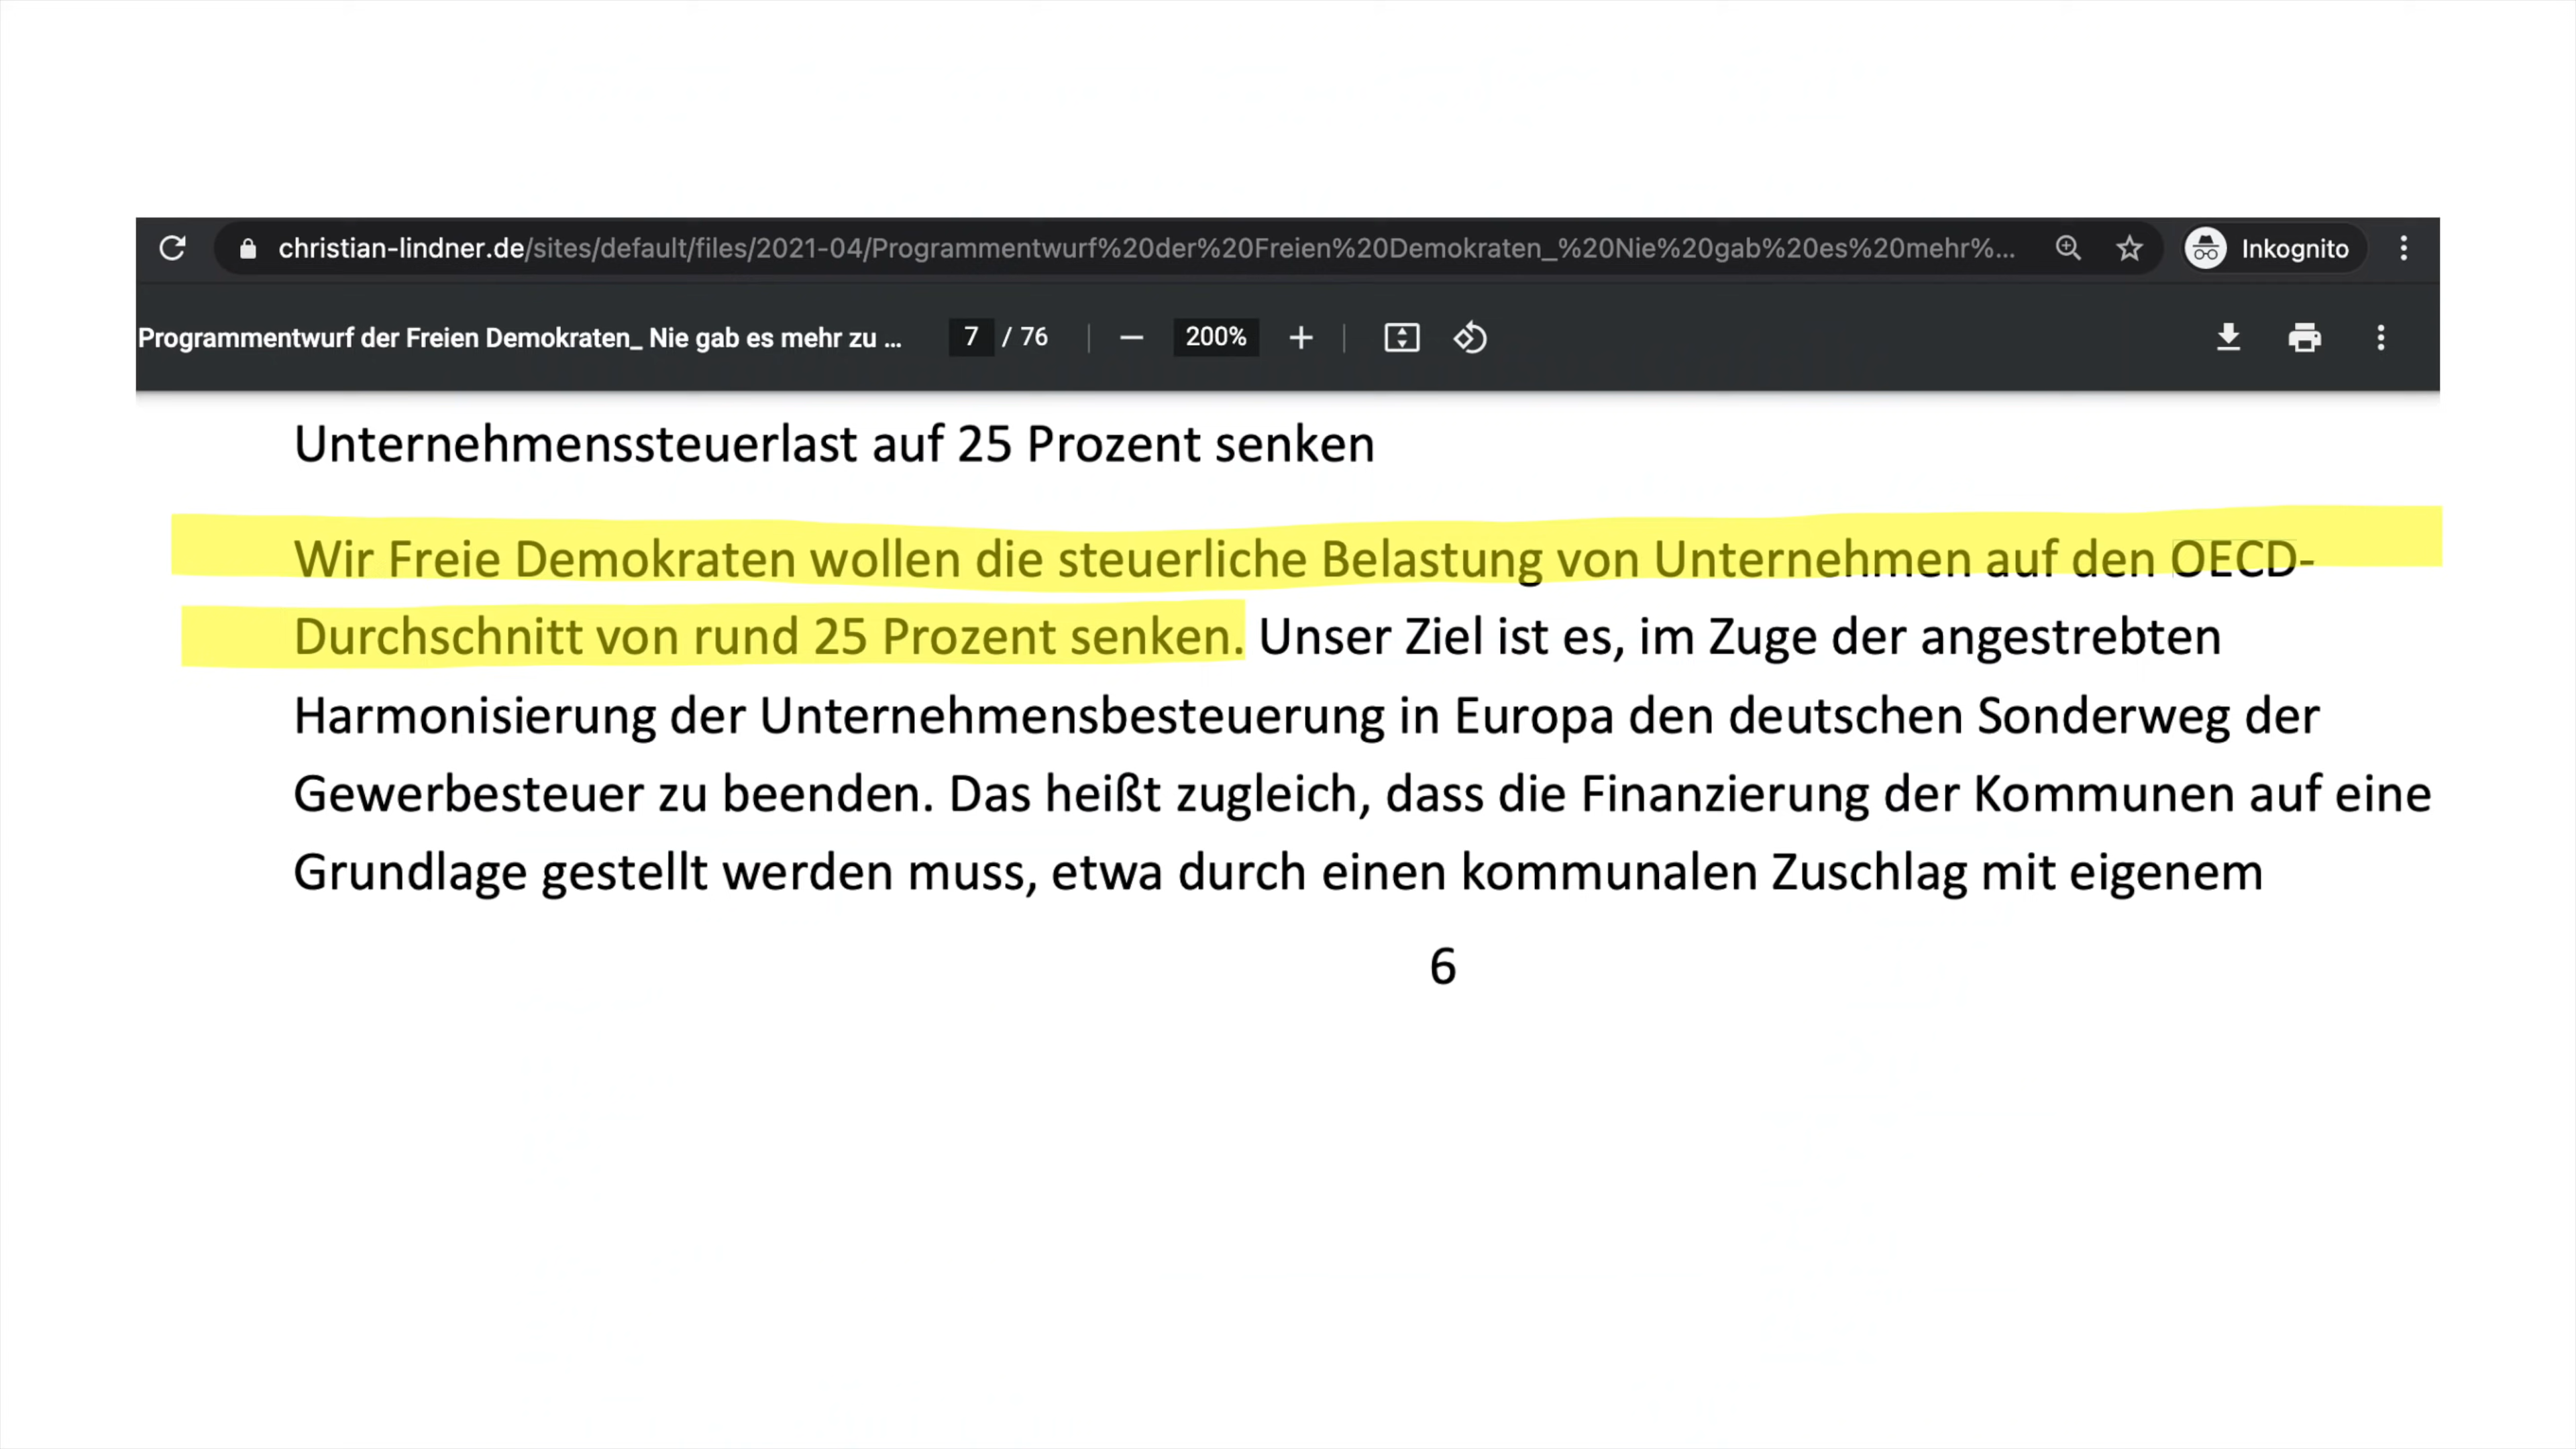 christian-lindner.de/sites/default/files/2021-04/Programmentwurf%20der%20Freien%20Demokraten_%20Nie%20gab%20es%20mehr%... Inkognito
Programmentwurf der Freien Demokraten_ Nie gab es mehr zu ... 7 / 76 200%
Unternehmenssteuerlast auf 25 Prozent senken
Wir Freie Demokraten wollen die steuerliche Belastung von Unternehmen auf den OECD-
Durchschnitt von rund 25 Prozent senken. Unser Ziel ist es, im Zuge der angestrebten
Harmonisierung der Unternehmensbesteuerung in Europa den deutschen Sonderweg der
Gewerbesteuer zu beenden. Das heißt zugleich, dass die Finanzierung der Kommunen auf eine
Grundlage gestellt werden muss, etwa durch einen kommunalen Zuschlag mit eigenem
6